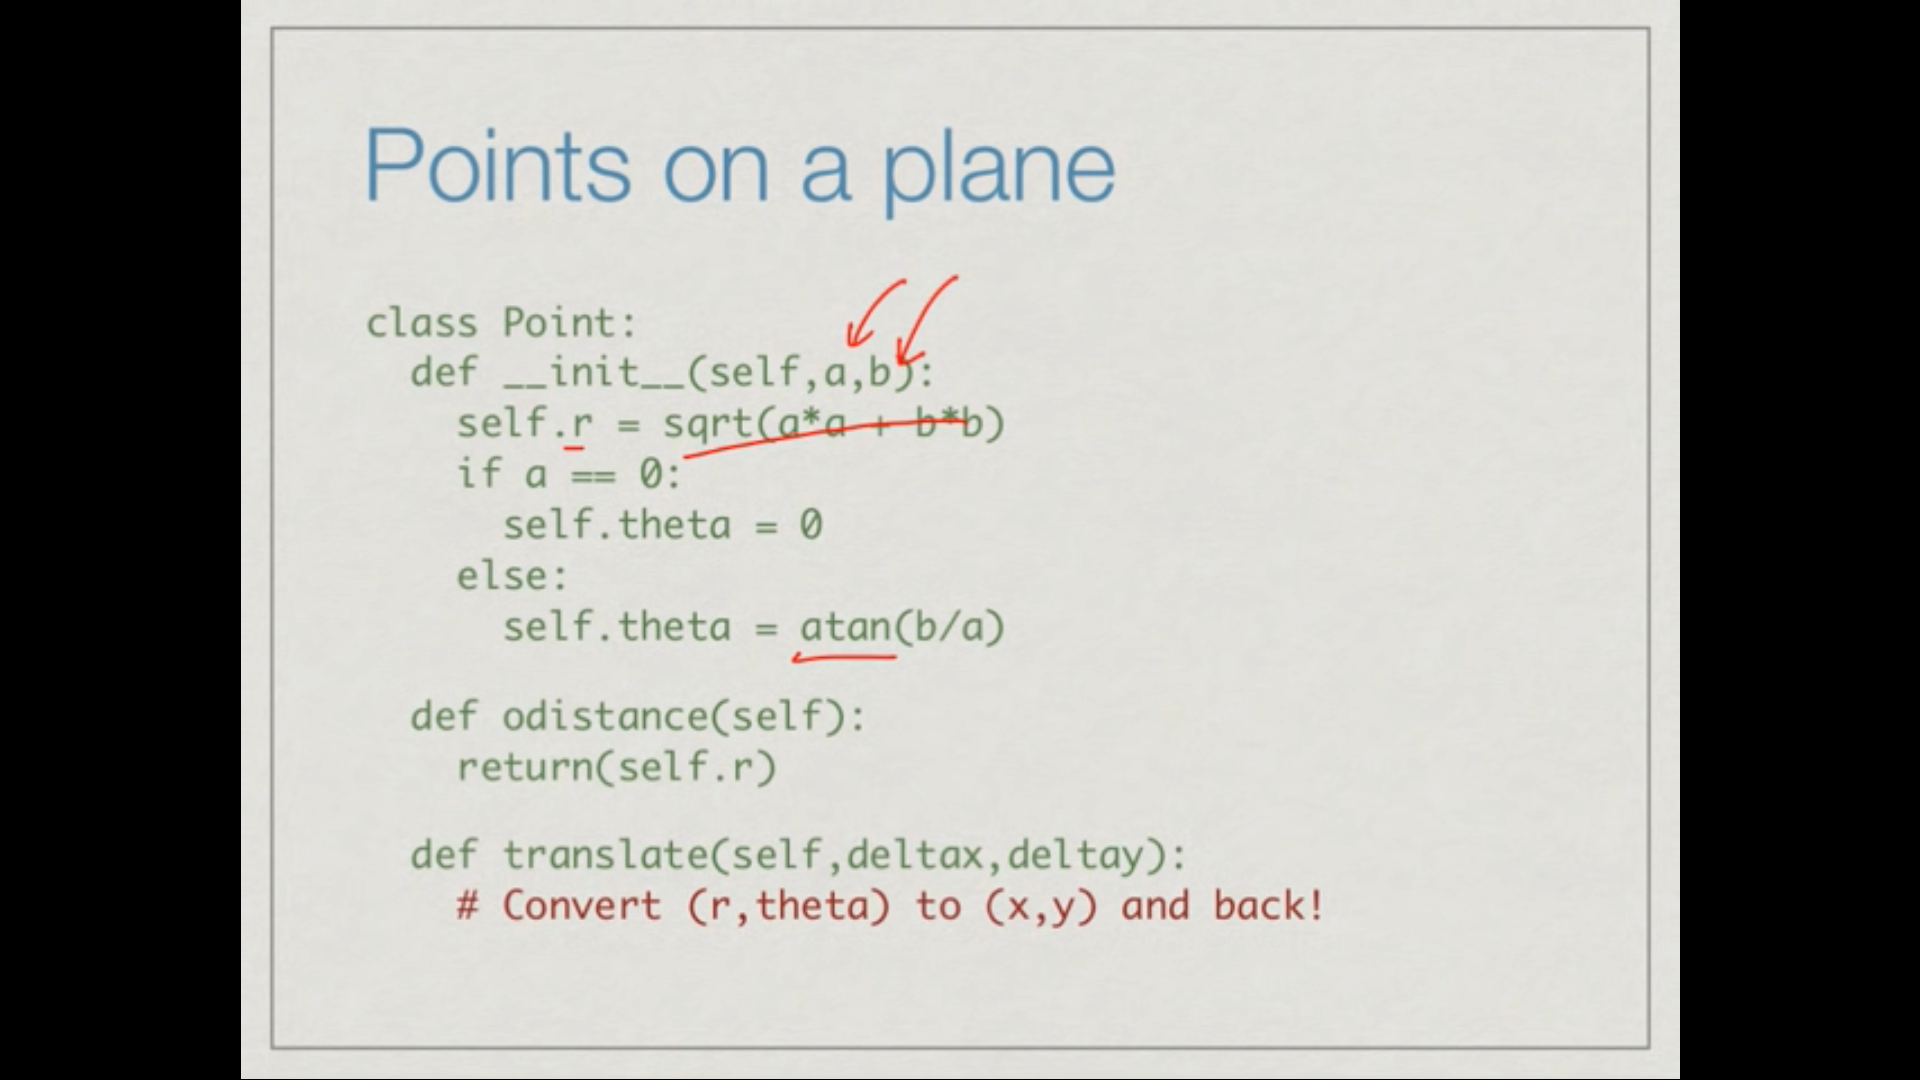 Points on a plane
class Point:
def __init__(self,a,b):
self.r = sqrt(a*a + b*b)
if a == 0:
self.theta = 0
else:
self.theta = atan(b/a)
def odistance(self):
return(self.r)
def translate(self,deltax,deltay):
# Convert (r,theta) to (x,y) and back!